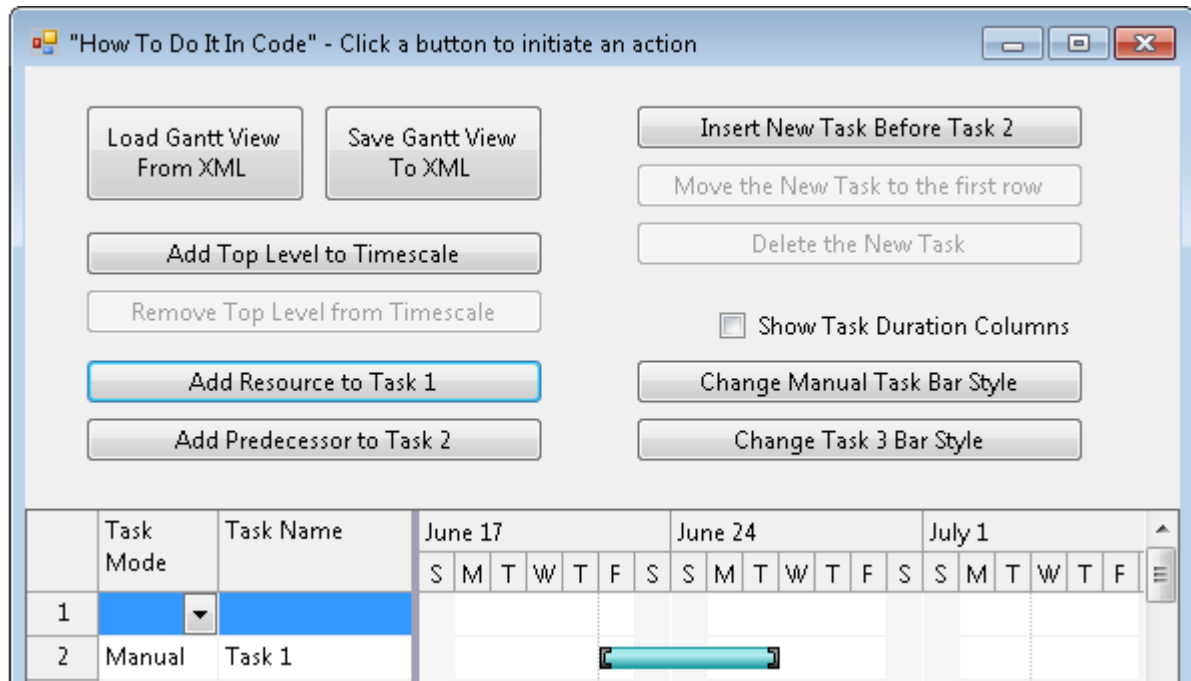 "How To Do It In Code" - Click a button to initiate an action
Load Gantt View
From XML
Save Gantt View
To XML
Insert New Task Before Task 2
Move the New Task to the first row
Delete the New Task
Add Top Level to Timescale
Remove Top Level from Timescale
Show Task Duration Columns
Add Resource to Task 1
Change Manual Task Bar Style
Add Predecessor to Task 2
Change Task 3 Bar Style
Task
Mode
Task Name
June 17
June 24
July 1
S M T W T F S S M T W T F S S M T W T F
1
2 Manual Task 1